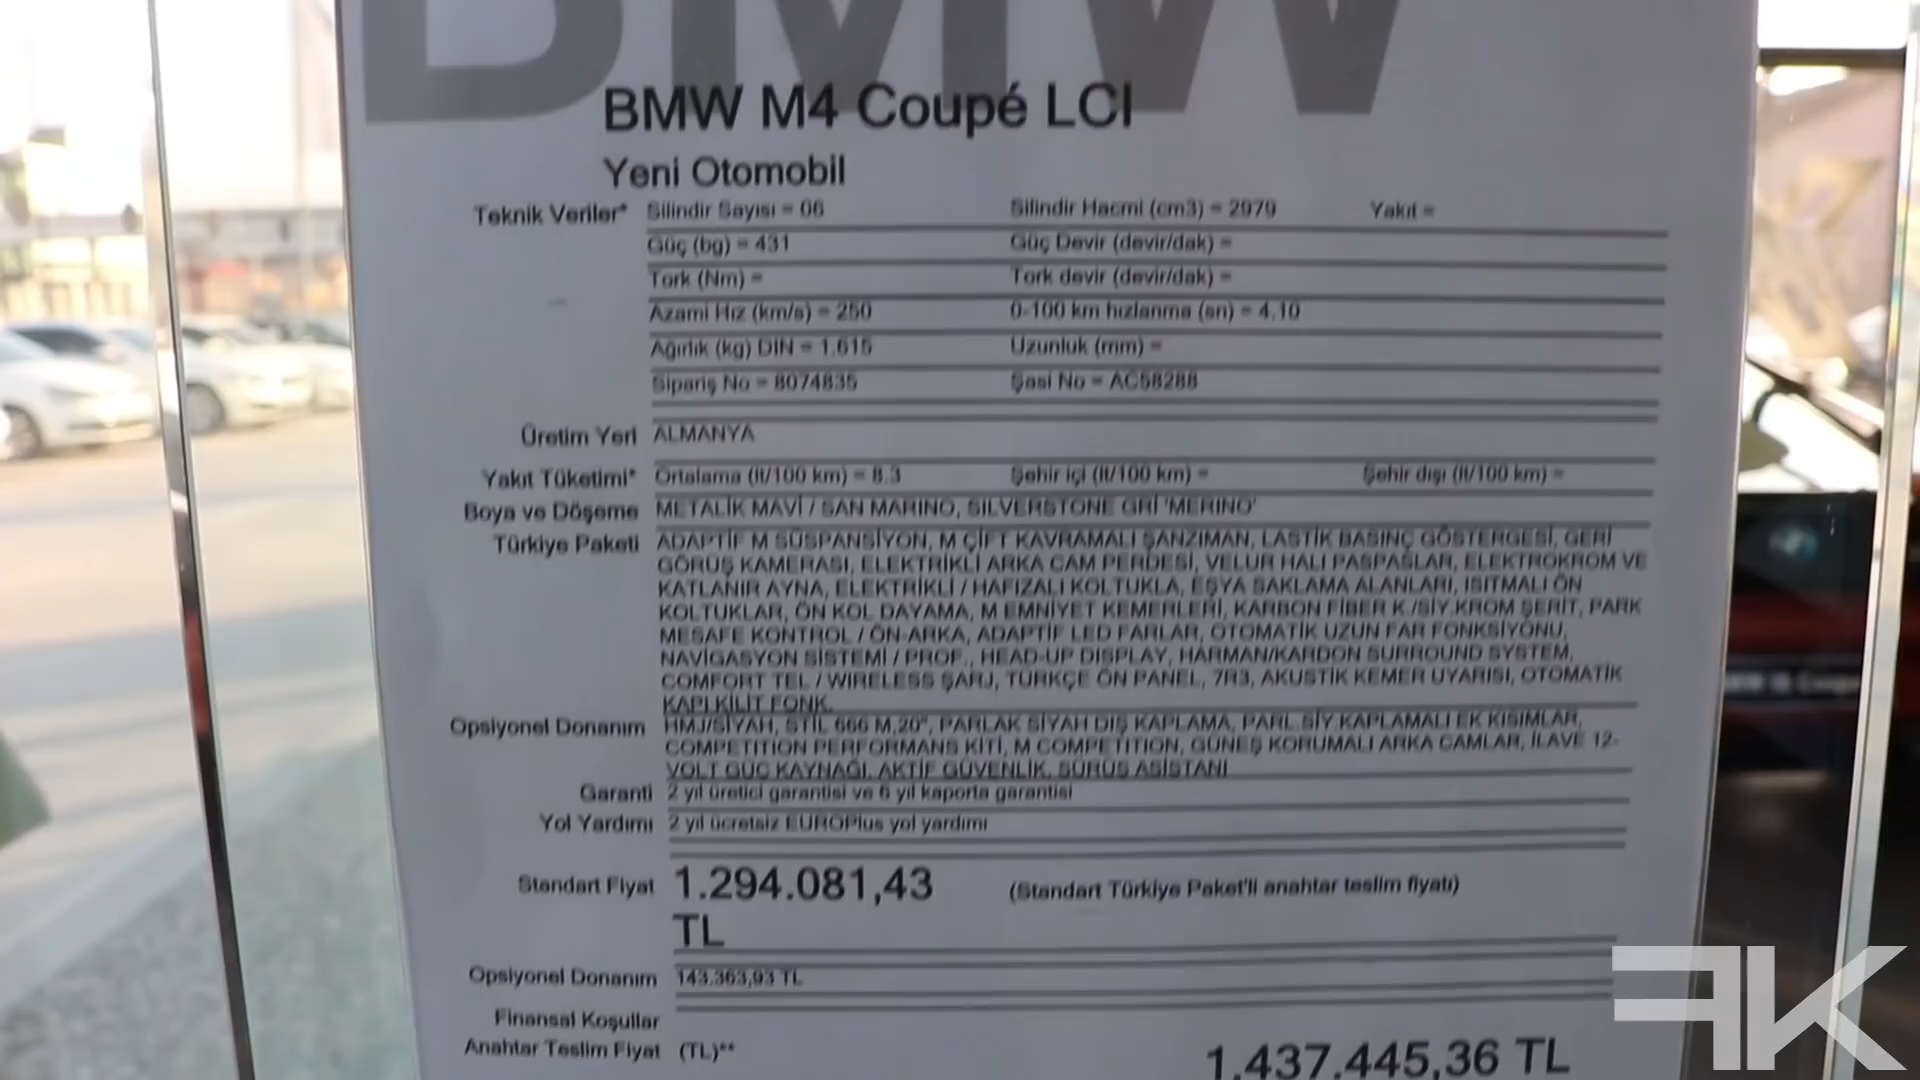 BMW
BMW M4 Coupé LCI
Yeni Otomobil
Teknik Veriler* Silindir Sayısı = 06 Silindir Hacmi (cm3) = 2979 Yakıt =
Güç (bg) = 431 Güç Devir (devir/dak) =
Tork (Nm) = Tork devir (devir/dak) =
Azami Hız (km/s) = 250 0-100 km hızlanma (sn) = 4.10
Ağırlık (kg) DIN = 1.615 Uzunluk (mm) =
Sipariş No = 8074835 Şasi No = AC58288
Üretim Yeri ALMANYA
Yakıt Tüketimi* Ortalama (lt/100 km) = 8.3 Şehir içi (lt/100 km) = Şehir dışı (lt/100 km) =
Boya ve Döşeme METALİK MAVİ / SAN MARINO, SILVERSTONE GRİ 'MERINO'
Türkiye Paketi ADAPTİF M SÜSPANSİYON, M ÇİFT KAVRAMALI ŞANZIMAN, LASTİK BASINÇ GÖSTERGESİ, GERİ
GÖRÜŞ KAMERASI, ELEKTRİKLİ ARKA CAM PERDESİ, VELUR HALI PASPASLAR, ELEKTROKROM VE
KATLANIR AYNA, ELEKTRİKLİ / HAFIZALI KOLTUKLA, EŞYA SAKLAMA ALANLARI, ISITMALI ÖN
KOLTUKLAR, ÖN KOL DAYAMA, M EMNİYET KEMERLERİ, KARBON FİBER K./SİY.KROM ŞERİT, PARK
MESAFE KONTROL / ÖN-ARKA, ADAPTİF LED FARLAR, OTOMATİK UZUN FAR FONKSİYONU,
NAVİGASYON SİSTEMİ / PROF., HEAD-UP DISPLAY, HARMAN/KARDON SURROUND SYSTEM,
COMFORT TEL / WIRELESS ŞARJ, TÜRKÇE ÖN PANEL, 7R3, AKUSTİK KEMER UYARISI, OTOMATİK
KAPI KİLİT FONK.
Opsiyonel Donanım HMJ/SİYAH, STİL 666 M,20", PARLAK SİYAH DIŞ KAPLAMA, PARL.SİY KAPLAMALI EK KISIMLAR,
COMPETITION PERFORMANS KİTİ, M COMPETITION, GÜNEŞ KORUMALI ARKA CAMLAR, İLAVE 12-
VOLT GÜÇ KAYNAĞI, AKTİF GÜVENLİK, SÜRÜŞ ASİSTANI
Garanti 2 yıl üretici garantisi ve 6 yıl kaporta garantisi
Yol Yardımı 2 yıl ücretsiz EUROPlus yol yardımı
Standart Fiyat 1.294.081,43 (Standart Türkiye Paket'li anahtar teslim fiyatı)
TL
Opsiyonel Donanım 143.363,93 TL
Finansal Koşullar
Anahtar Teslim Fiyat (TL)** 1.437.445,36 TL
FK